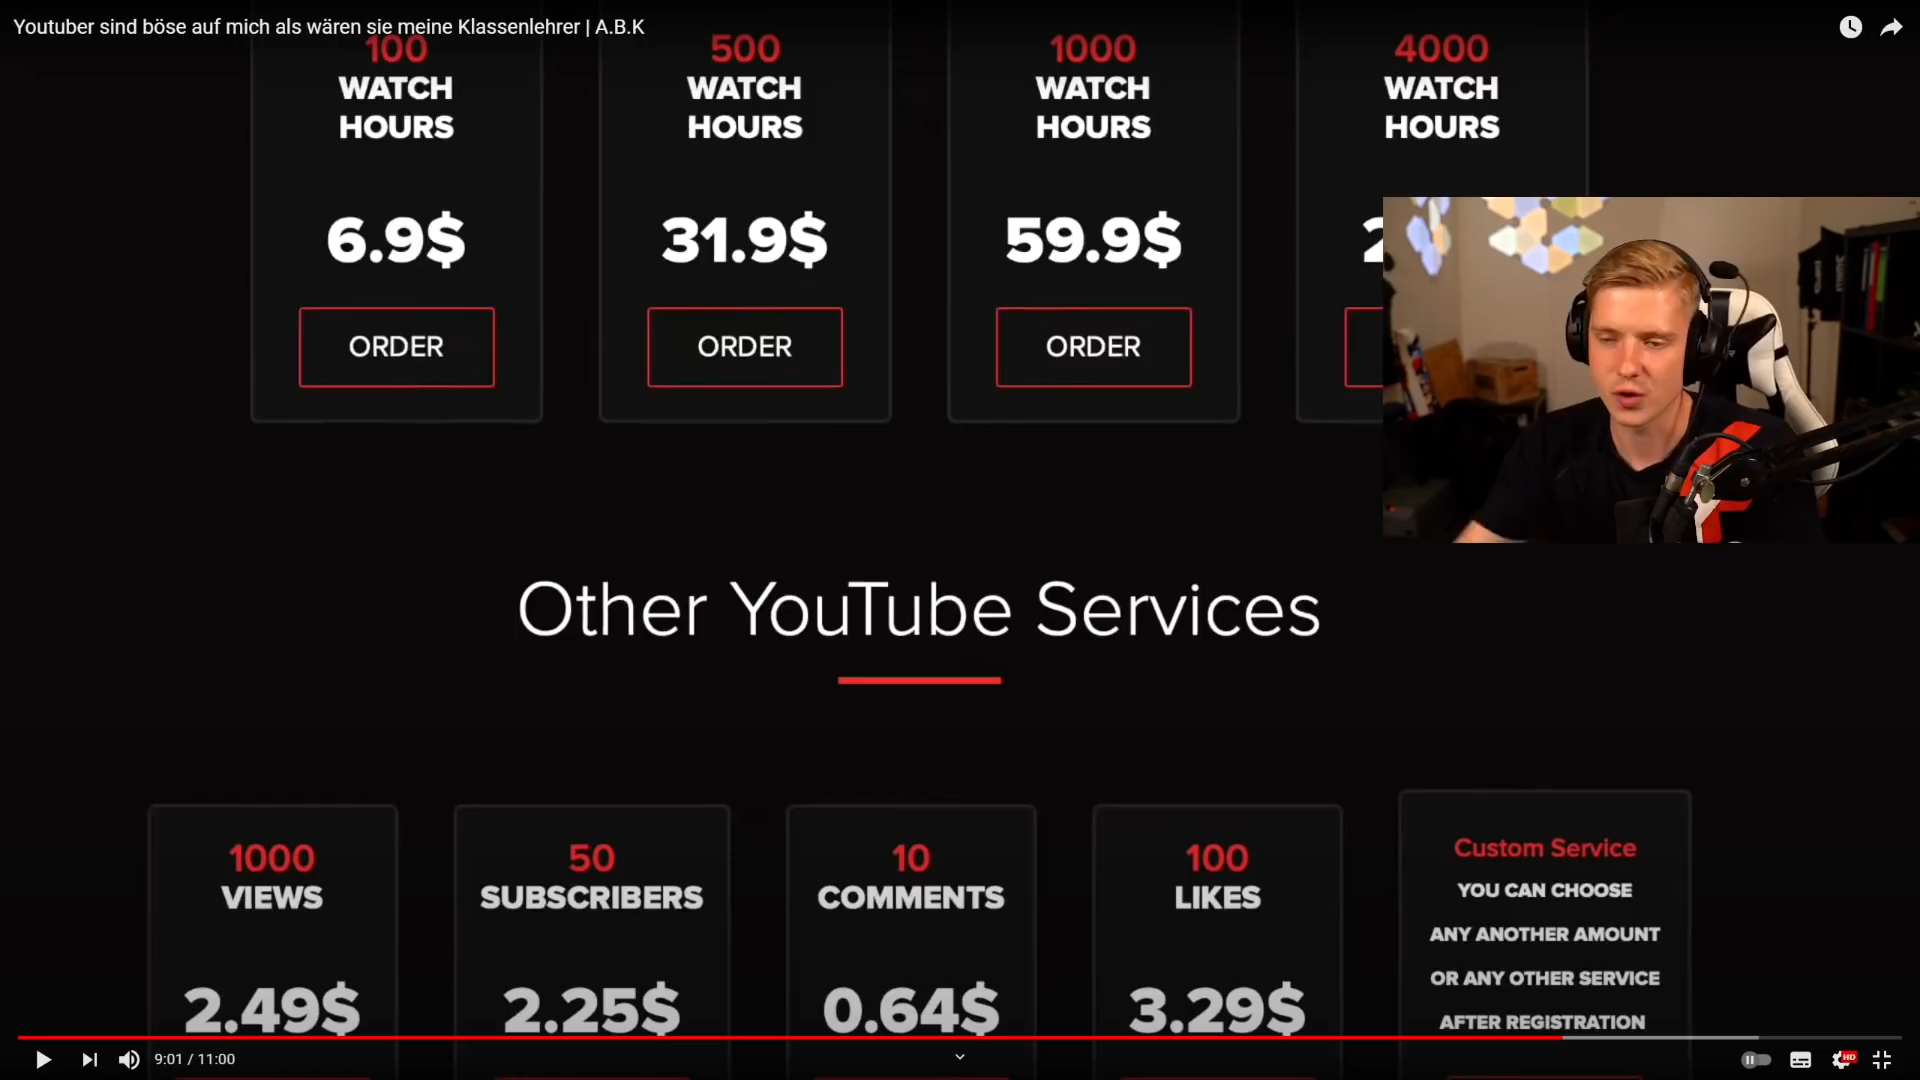 Youtuber sind böse auf mich als wären sie meine Klassenlehrer | A.B.K
100
WATCH
HOURS
6.9$
ORDER
500
WATCH
HOURS
31.9$
ORDER
1000
WATCH
HOURS
59.9$
ORDER
4000
WATCH
HOURS
2
Other YouTube Services
1000
VIEWS
2.49$
50
SUBSCRIBERS
2.25$
10
COMMENTS
0.64$
100
LIKES
3.29$
Custom Service
YOU CAN CHOOSE
ANY ANOTHER AMOUNT
OR ANY OTHER SERVICE
AFTER REGISTRATION
9:01 / 11:00
HD